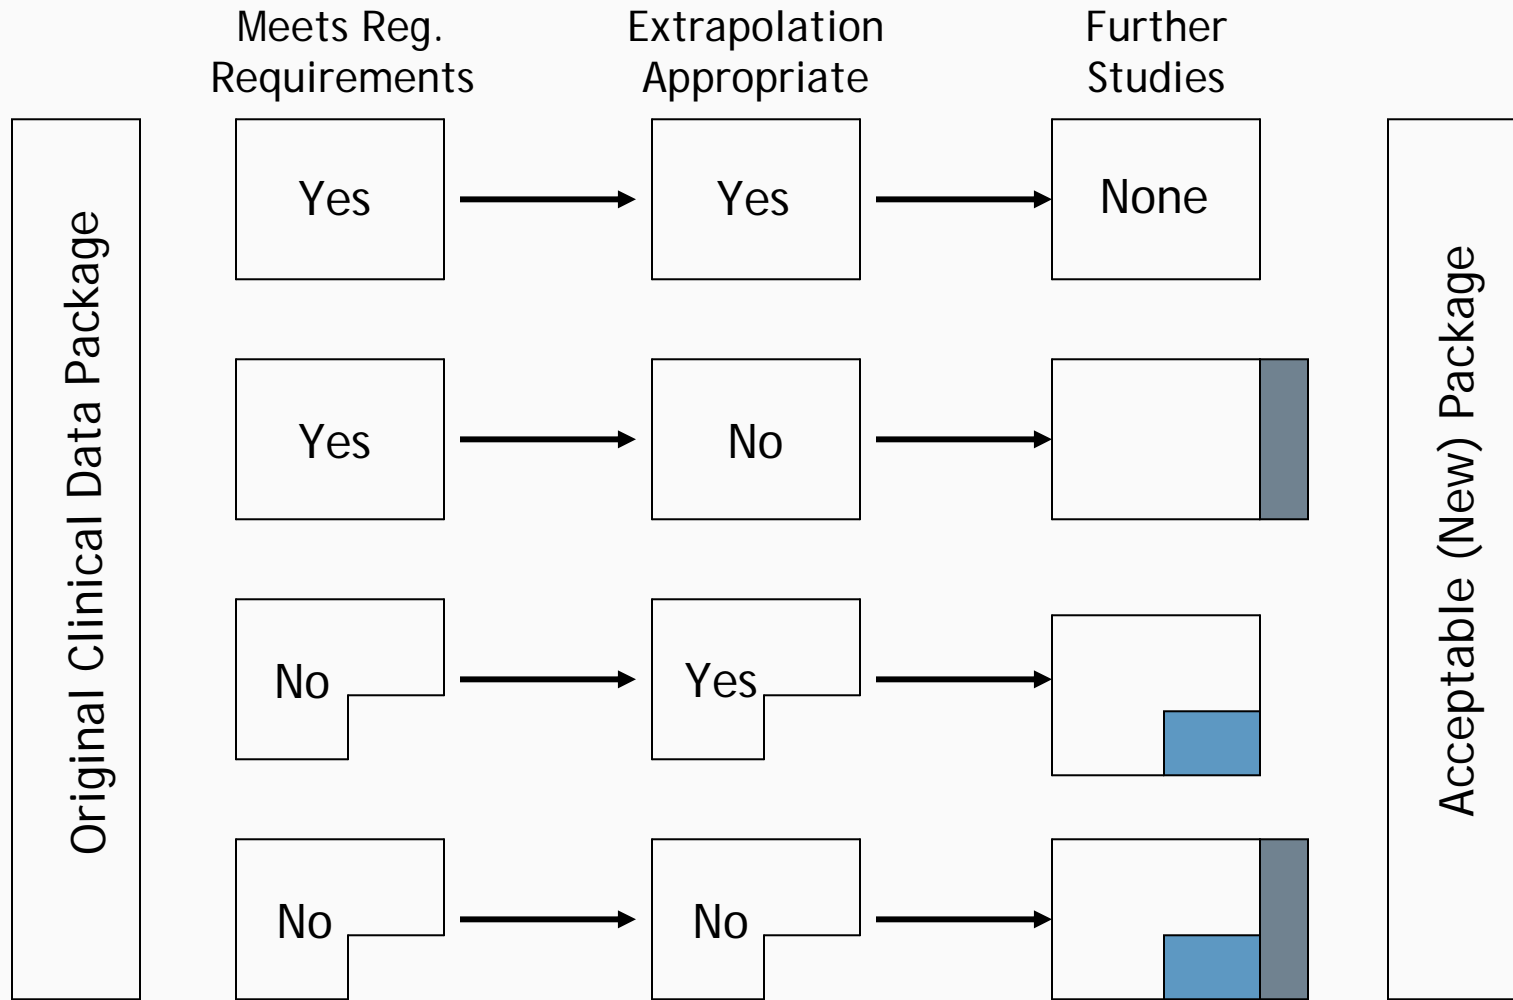 Meets Reg.
Requirements
Extrapolation
Appropriate
Further
Studies
Original Clinical Data Package
Yes
Yes
None
Yes
No
No
Yes
No
No
Acceptable (New) Package